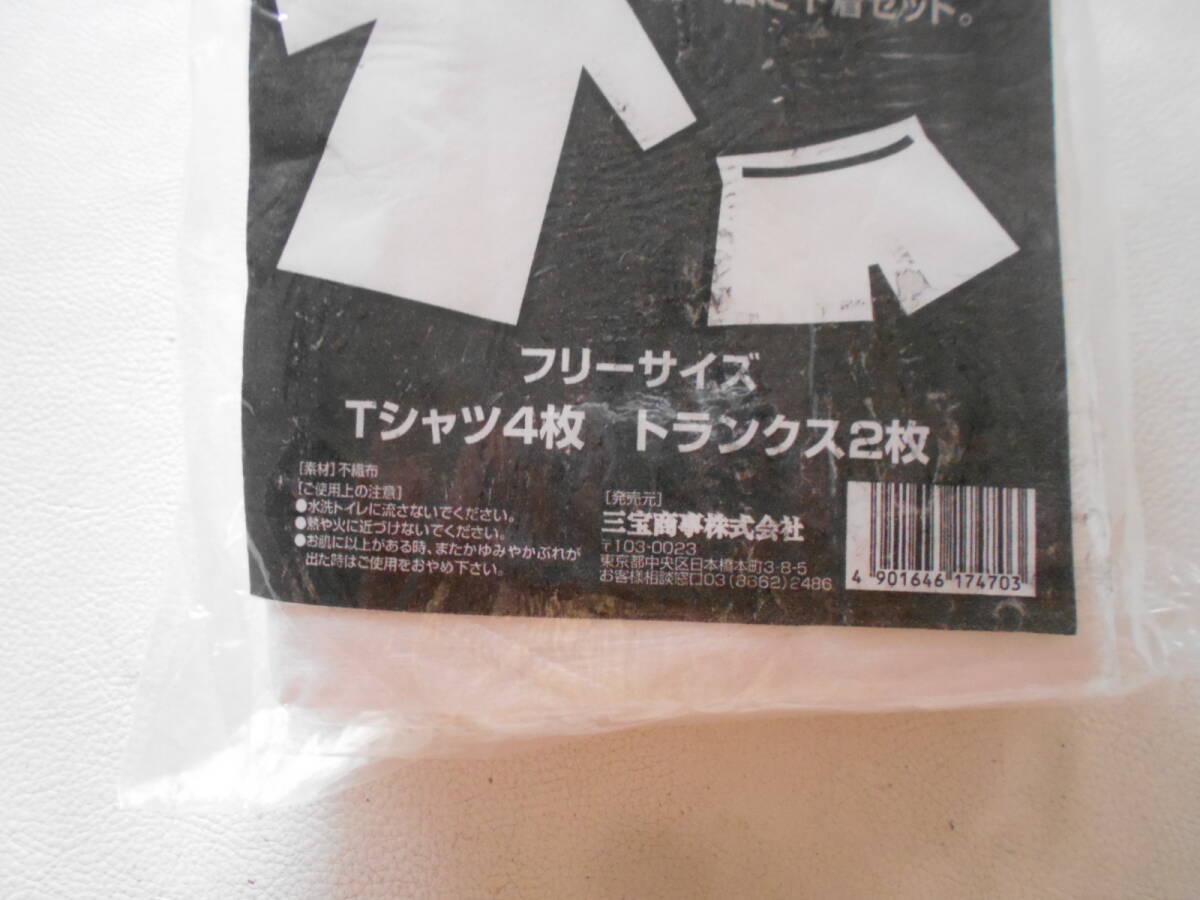 下着セット。
フリーサイズ
Tシャツ4枚　トランクス2枚
[素材]不織布
[ご使用上の注意]
●水洗トイレに流さないでください。
●熱や火に近づけないでください。
●お肌に以上がある時、またかゆみやかぶれが
出た時はご使用をおやめ下さい。
[発売元]
三宝商事株式会社
〒103-0023
東京都中央区日本橋本町3-8-5
お客様相談窓口03(3662)2486
4 901646 174703